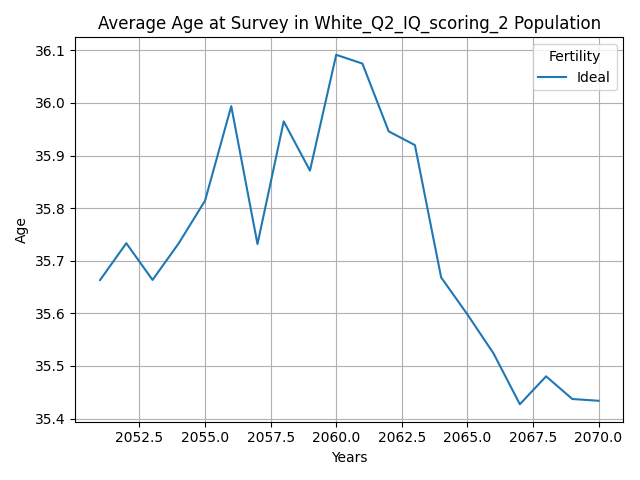 Average Age at Survey in White_Q2_IQ_scoring_2 Population
Fertility
Ideal
36.1
36.0
35.9
35.8
35.7
35.6
35.5
35.4
Age
2052.5 2055.0 2057.5 2060.0 2062.5 2065.0 2067.5 2070.0
Years